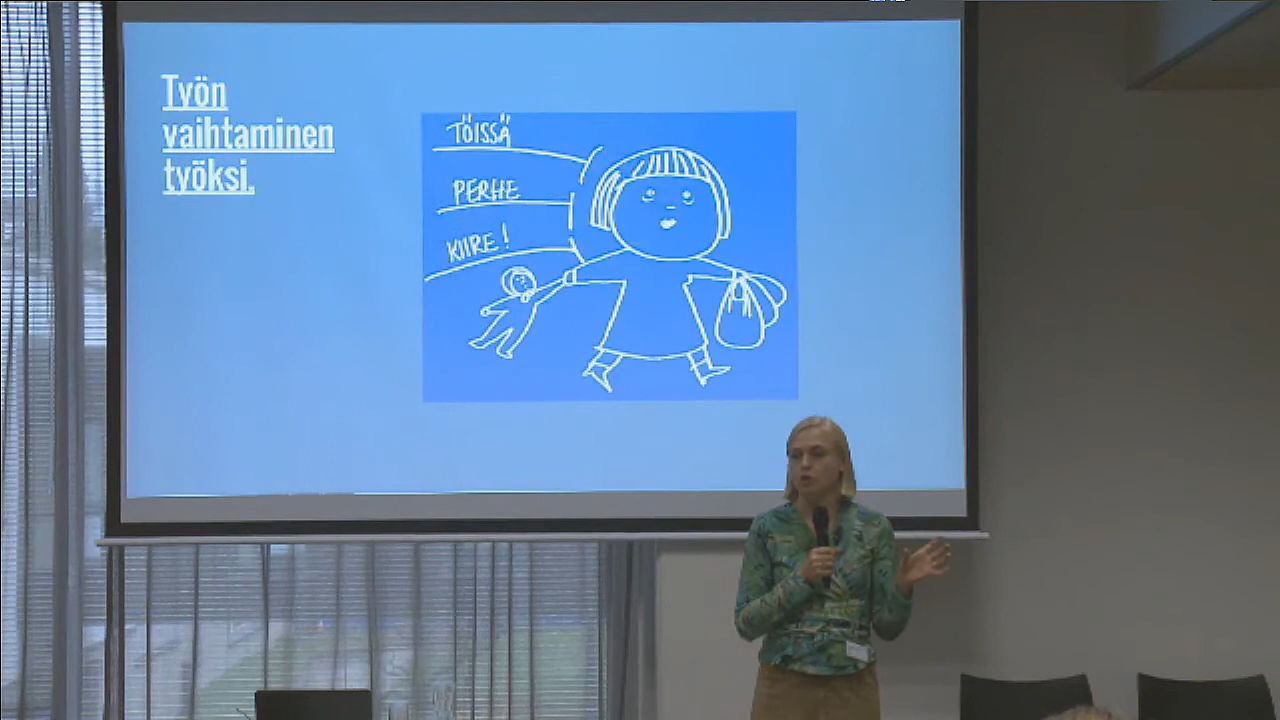 Työn
vaihtaminen
työksi.
TÖISSÄ
PERHE
KIIRE!